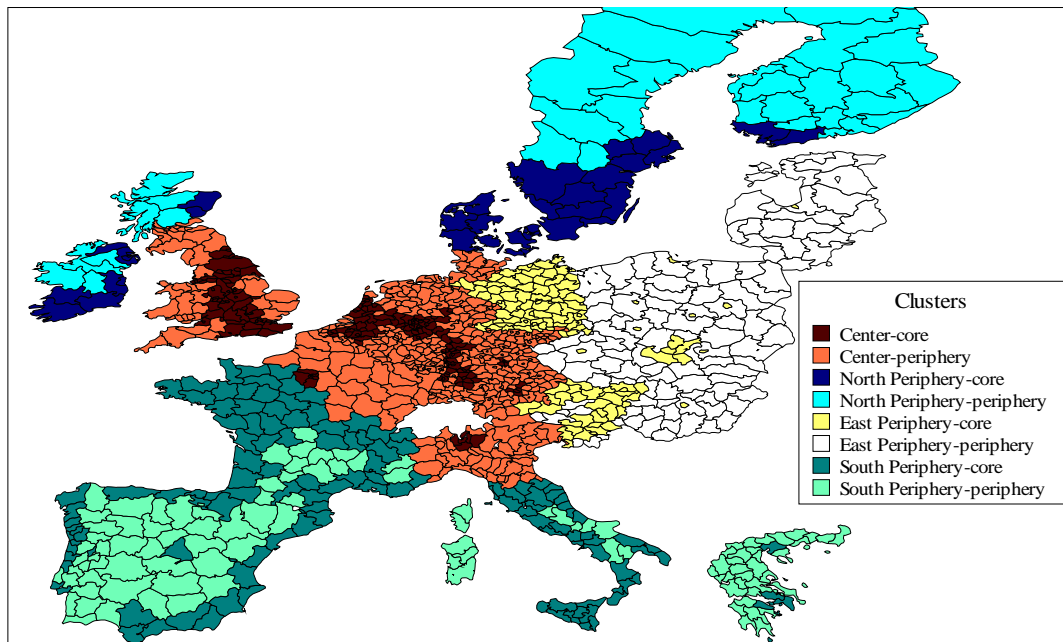 Clusters
Center-core
Center-periphery
North Periphery-core
North Periphery-periphery
East Periphery-core
East Periphery-periphery
South Periphery-core
South Periphery-periphery